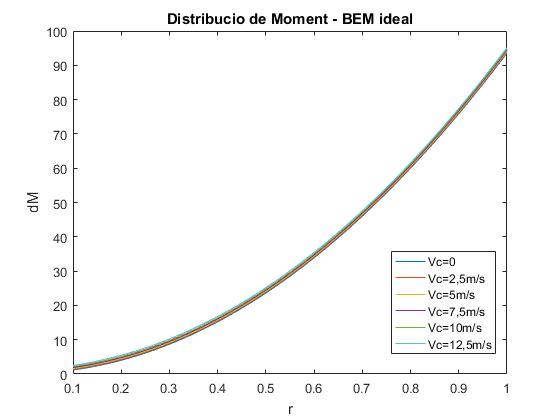 Distribucio de Moment - BEM ideal
100
90
80
70
60
50
40
30
20
10
0
dM
Vc=0
Vc=2,5m/s
Vc=5m/s
Vc=7,5m/s
Vc=10m/s
Vc=12,5m/s
0.1 0.2 0.3 0.4 0.5 0.6 0.7 0.8 0.9 1
r